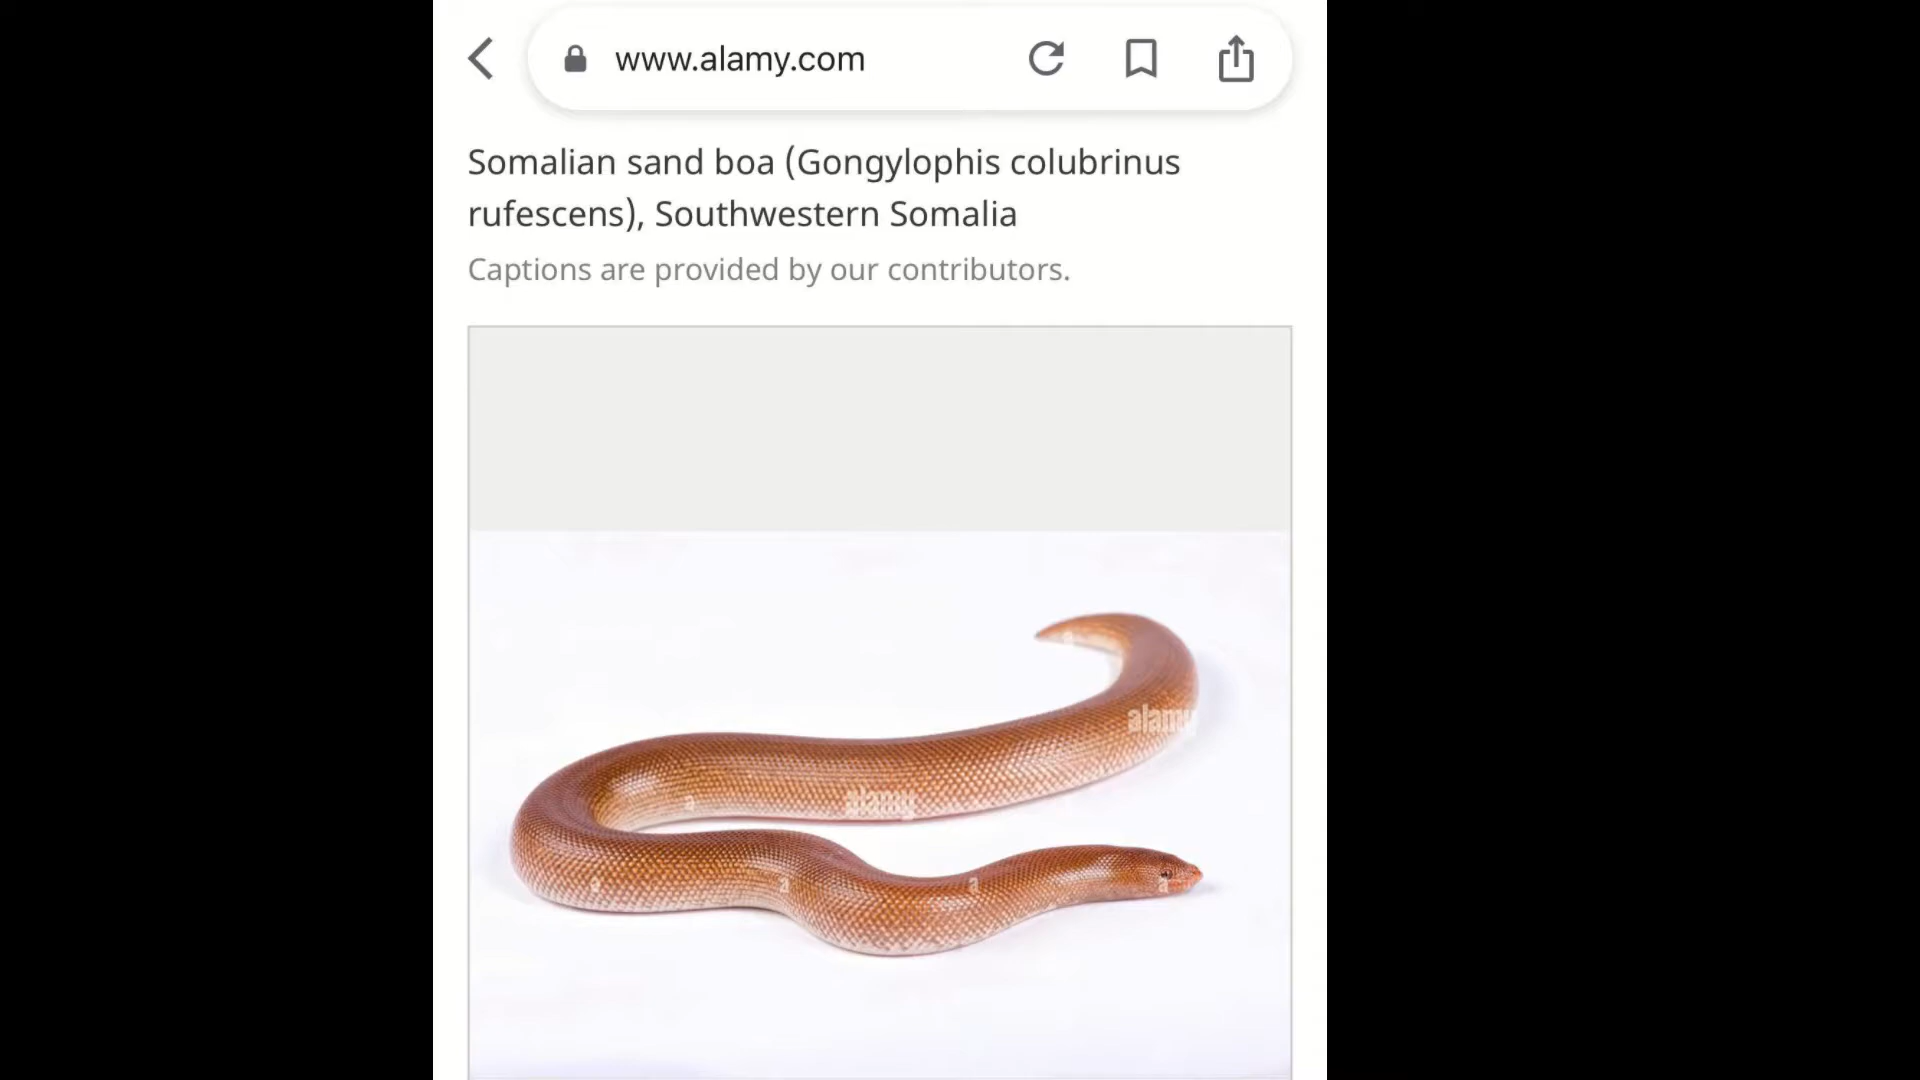 www.alamy.com
Somalian sand boa (Gongylophis colubrinus
rufescens), Southwestern Somalia
Captions are provided by our contributors.
a
alamy
a
alamy
a
a
a
a